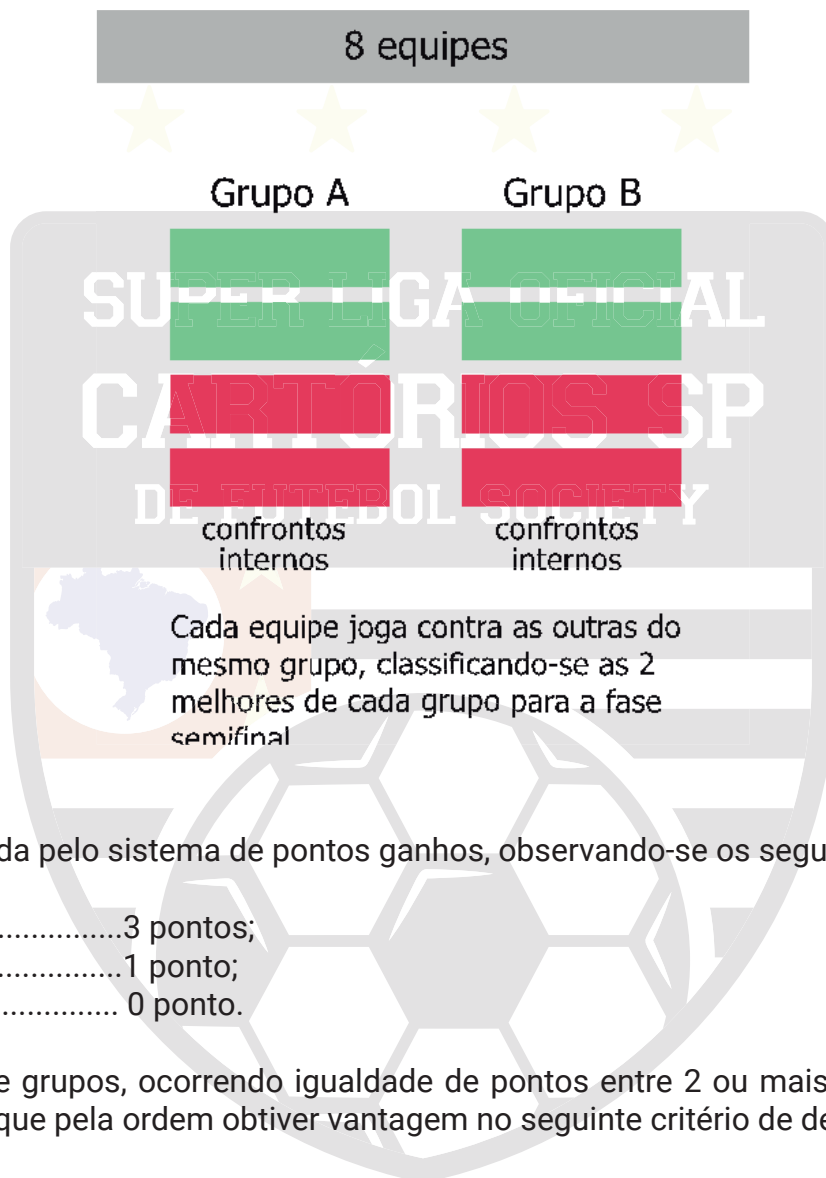 8 equipes
Grupo A Grupo B
SUPER LIGA OFICIAL
CARTÓRIOS SP
DE FUTEBOL SOCIETY
confrontos confrontos
internos internos
Cada equipe joga contra as outras do
mesmo grupo, classificando-se as 2
melhores de cada grupo para a fase
semifinal
da pelo sistema de pontos ganhos, observando-se os segu
...............3 pontos;
...............1 ponto;
.............. 0 ponto.
e grupos, ocorrendo igualdade de pontos entre 2 ou mais
que pela ordem obtiver vantagem no seguinte critério de de